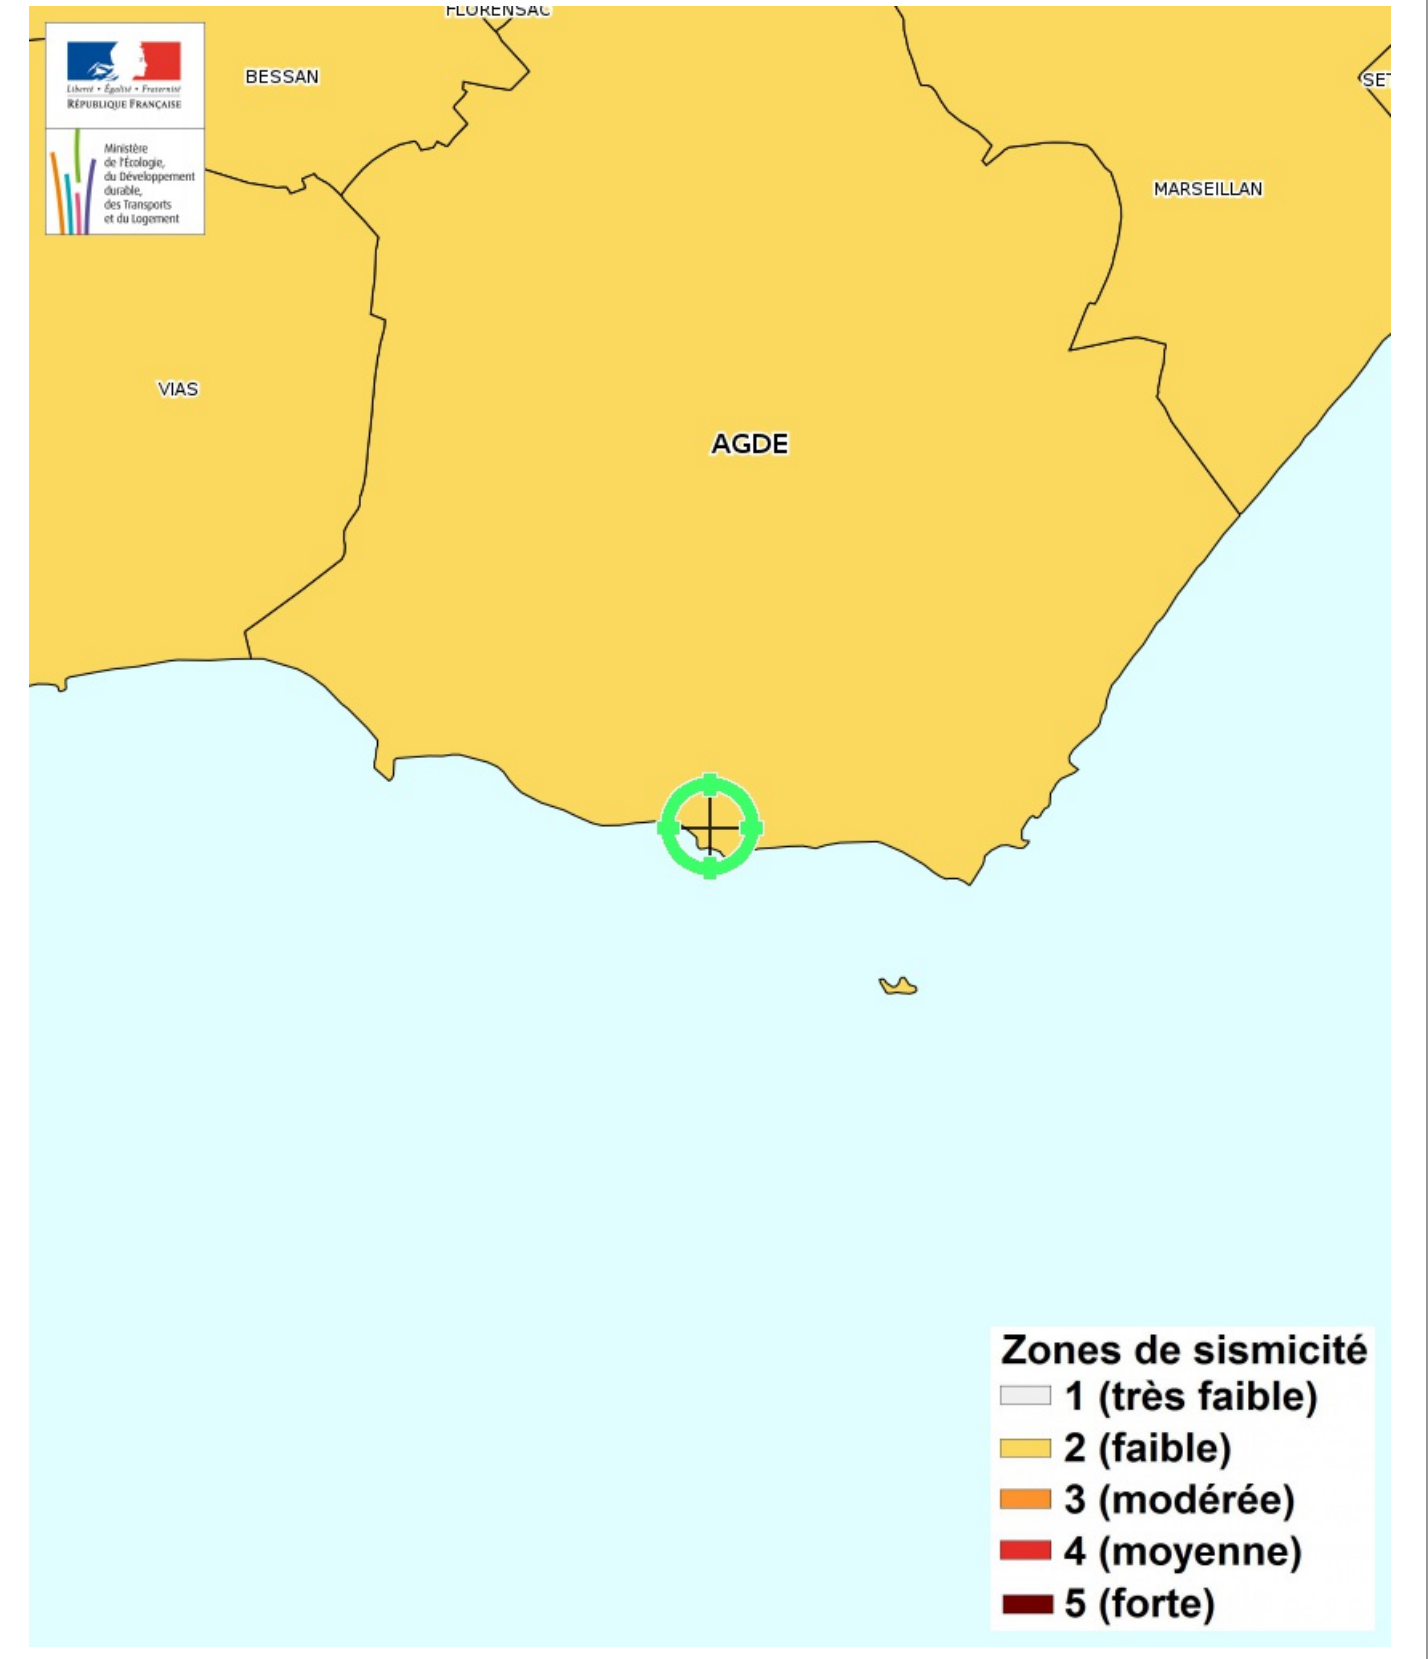 FLORENSAC
BESSAN
SET
Liberté • Égalité • Fraternité
RÉPUBLIQUE FRANÇAISE
Ministère
de l'Écologie,
du Développement
durable,
des Transports
et du Logement
MARSEILLAN
VIAS
AGDE
Zones de sismicité
1 (très faible)
2 (faible)
3 (modérée)
4 (moyenne)
5 (forte)